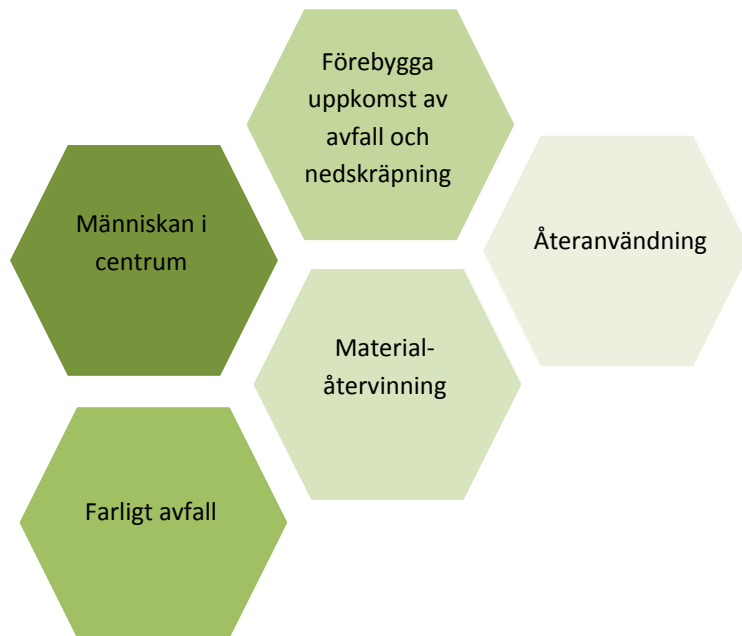 Förebygga
uppkomst av
avfall och
nedskräpning
Människan i
centrum
Återanvändning
Material-
återvinning
Farligt avfall